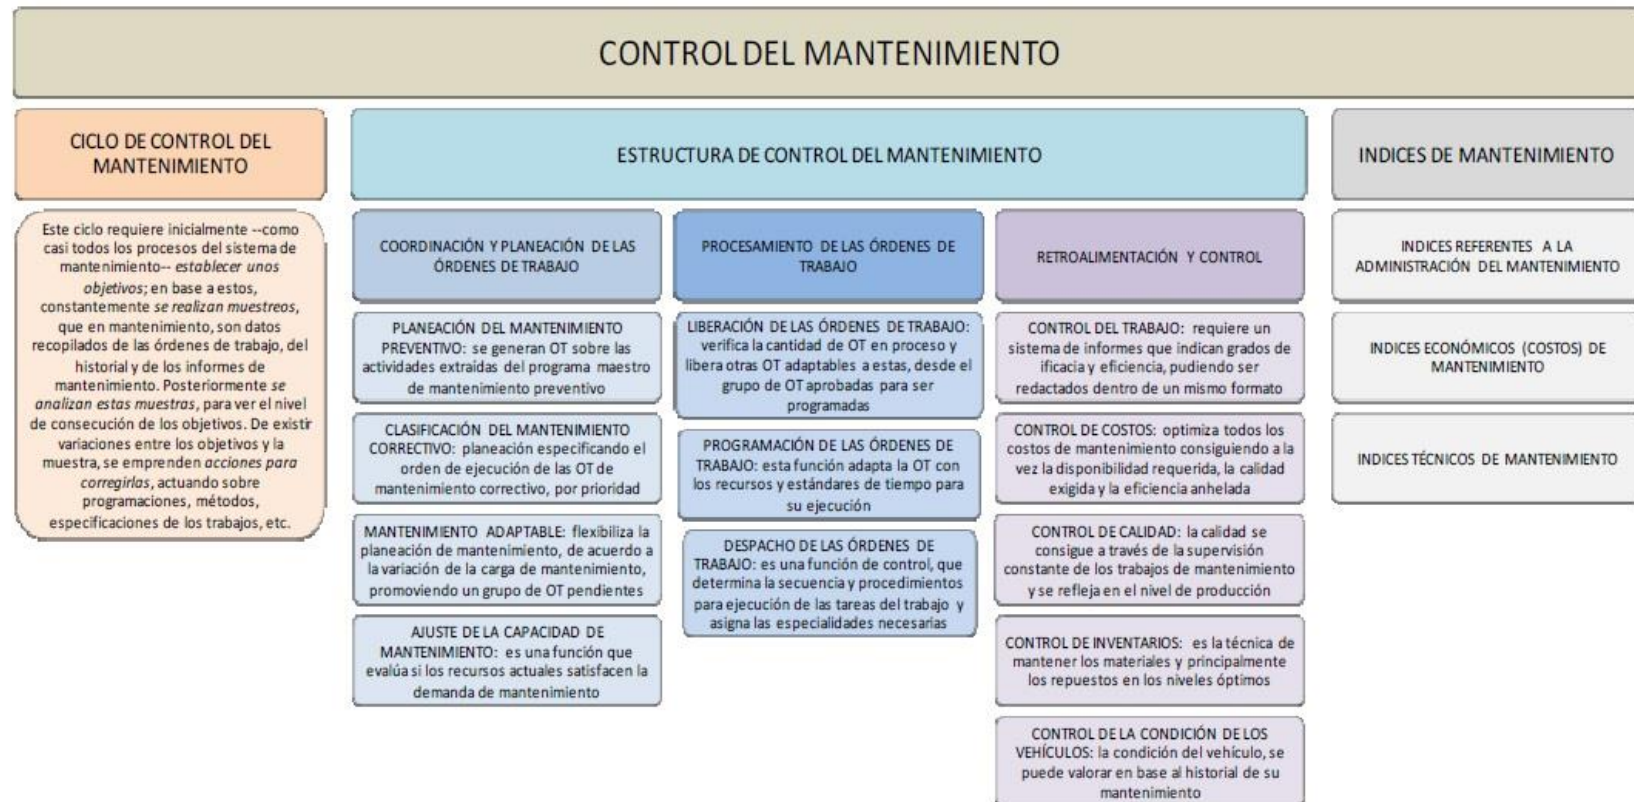 CONTROL DEL MANTENIMIENTO
CICLO DE CONTROL DEL
MANTENIMIENTO
Este ciclo requiere inicialmente --como
casi todos los procesos del sistema de
mantenimiento-- establecer unos
objetivos; en base a estos,
constantemente se realizan muestreos,
que en mantenimiento, son datos
recopilados de las órdenes de trabajo, del
historial y de los informes de
mantenimiento. Posteriormente se
analizan estas muestras, para ver el nivel
de consecución de los objetivos. De existir
variaciones entre los objetivos y la
muestra, se emprenden acciones para
corregirlas, actuando sobre
programaciones, métodos,
especificaciones de los trabajos, etc.
ESTRUCTURA DE CONTROL DEL MANTENIMIENTO
COORDINACIÓN Y PLANEACIÓN DE LAS
ÓRDENES DE TRABAJO
PLANEACIÓN DEL MANTENIMIENTO
PREVENTIVO: se generan OT sobre las
actividades extraídas del programa maestro
de mantenimiento preventivo
CLASIFICACIÓN DEL MANTENIMIENTO
CORRECTIVO: planeación especificando el
orden de ejecución de las OT de
mantenimiento correctivo, por prioridad
MANTENIMIENTO ADAPTABLE: flexibiliza la
planeación de mantenimiento, de acuerdo a
la variación de la carga de mantenimiento,
promoviendo un grupo de OT pendientes
AJUSTE DE LA CAPACIDAD DE
MANTENIMIENTO: es una función que
evalúa si los recursos actuales satisfacen la
demanda de mantenimiento
PROCESAMIENTO DE LAS ÓRDENES DE
TRABAJO
LIBERACIÓN DE LAS ÓRDENES DE TRABAJO:
verifica la cantidad de OT en proceso y
libera otras OT adaptables a estas, desde el
grupo de OT aprobadas para ser
programadas
PROGRAMACIÓN DE LAS ÓRDENES DE
TRABAJO: esta función adapta la OT con
los recursos y estándares de tiempo para
su ejecución
DESPACHO DE LAS ÓRDENES DE
TRABAJO: es una función de control, que
determina la secuencia y procedimientos
para ejecución de las tareas del trabajo y
asigna las especialidades necesarias
RETROALIMENTACIÓN Y CONTROL
CONTROL DEL TRABAJO: requiere un
sistema de informes que indican grados de
ificacia y eficiencia, pudiendo ser
redactados dentro de un mismo formato
CONTROL DE COSTOS: optimiza todos los
costos de mantenimiento consiguiendo a la
vez la disponibilidad requerida, la calidad
exigida y la eficiencia anhelada
CONTROL DE CALIDAD: la calidad se
consigue a través de la supervisión
constante de los trabajos de mantenimiento
y se refleja en el nivel de producción
CONTROL DE INVENTARIOS: es la técnica de
mantener los materiales y principalmente
los repuestos en los niveles óptimos
CONTROL DE LA CONDICIÓN DE LOS
VEHÍCULOS: la condición del vehículo, se
puede valorar en base al historial de su
mantenimiento
INDICES DE MANTENIMIENTO
INDICES REFERENTES A LA
ADMINISTRACIÓN DEL MANTENIMIENTO
INDICES ECONÓMICOS (COSTOS) DE
MANTENIMIENTO
INDICES TÉCNICOS DE MANTENIMIENTO